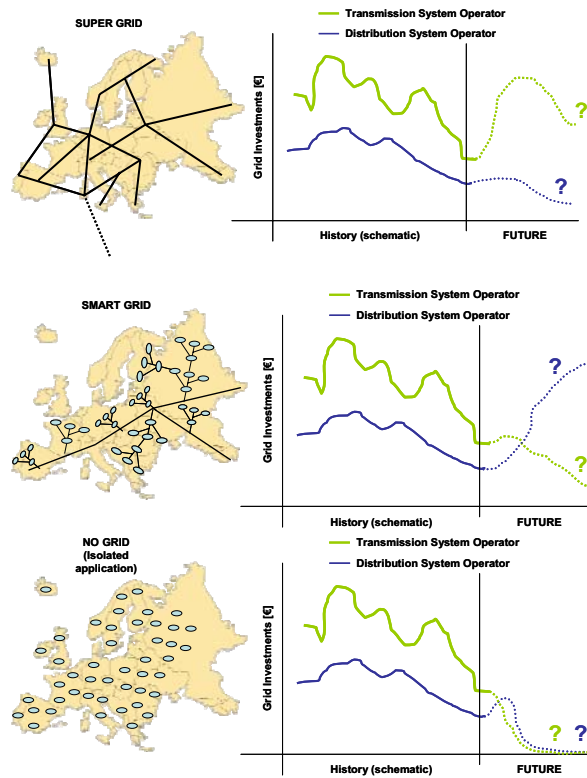 SUPER GRID
Transmission System Operator
Distribution System Operator
Grid Investments [€]
?
?
History (schematic)
FUTURE
SMART GRID
Transmission System Operator
Distribution System Operator
Grid Investments [€]
?
?
History (schematic)
FUTURE
NO GRID
(Isolated
application)
Transmission System Operator
Distribution System Operator
Grid Investments [€]
? ?
History (schematic)
FUTURE